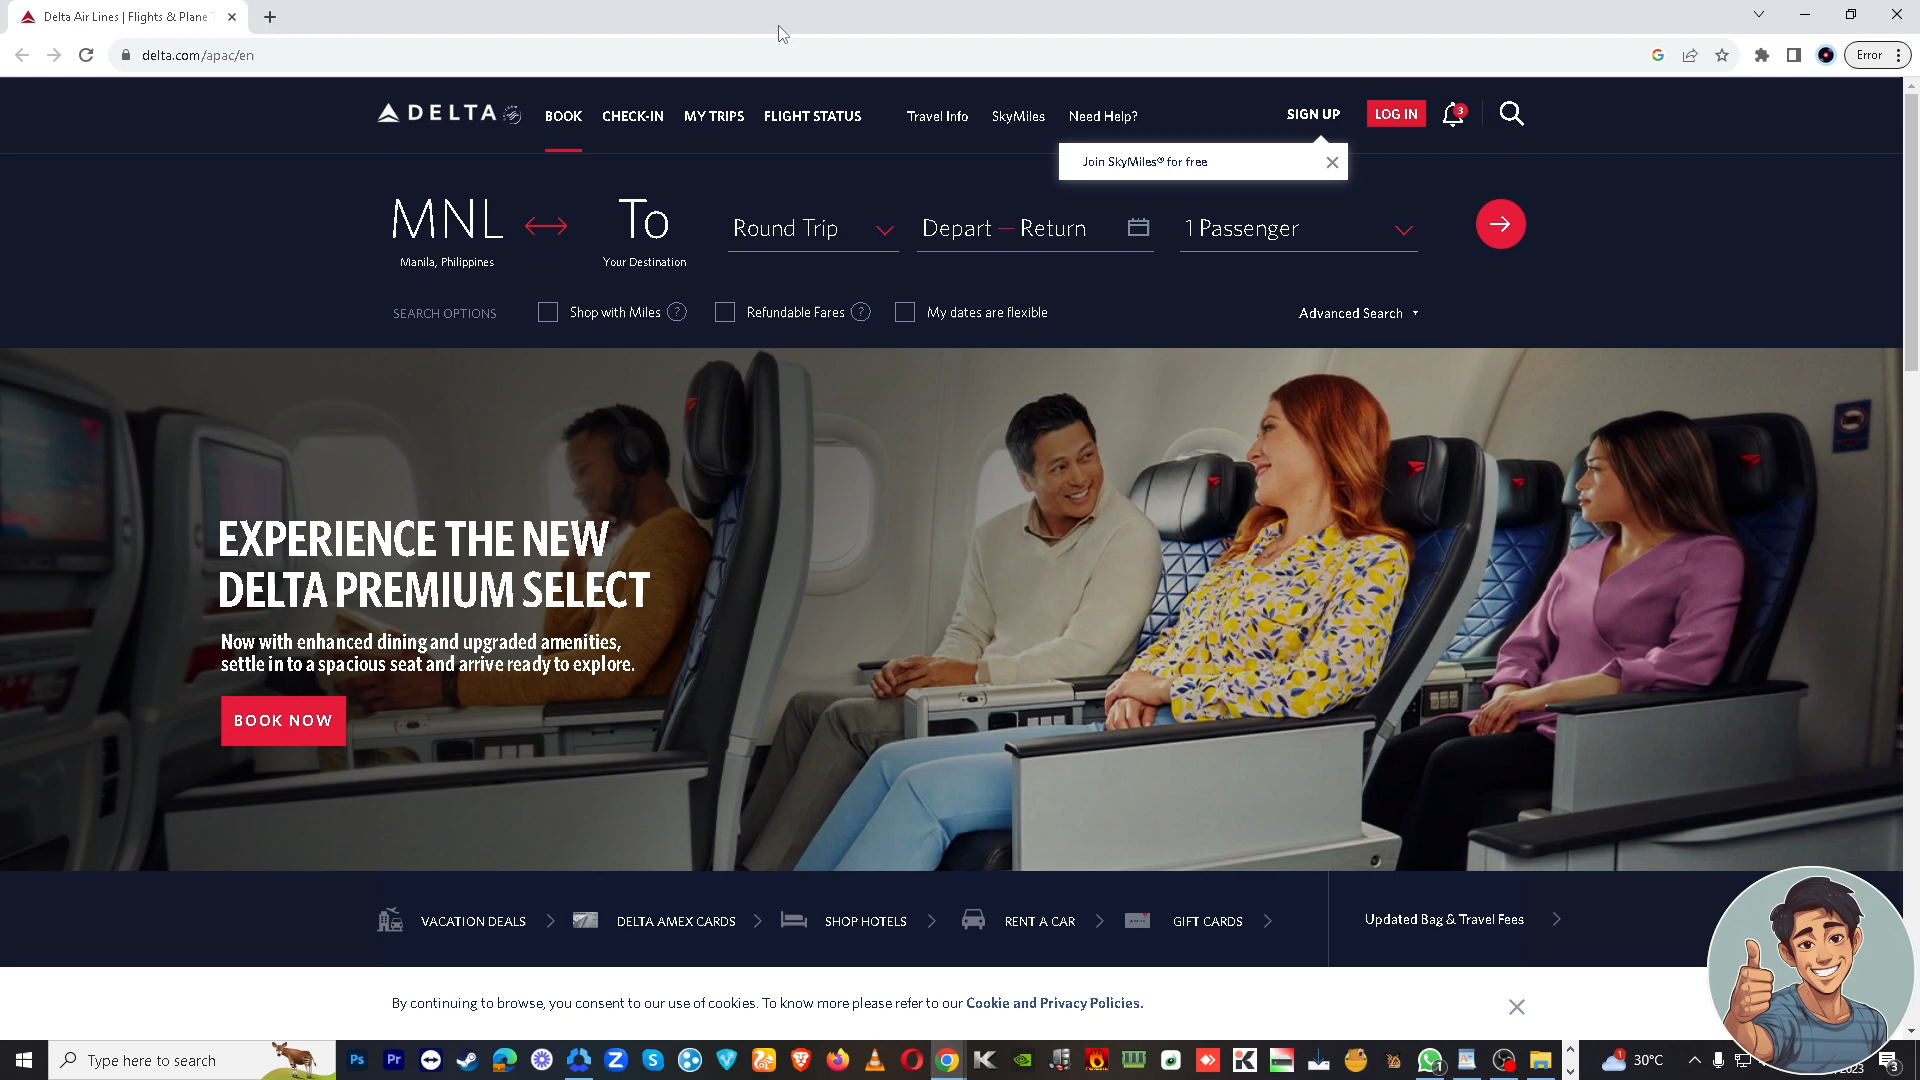 Delta Air Lines | Flights & Plane T
delta.com/apac/en
Error
DELTA
BOOK
CHECK-IN
MY TRIPS
FLIGHT STATUS
Travel Info
SkyMiles
Need Help?
SIGN UP
LOG IN
3
Join SkyMiles® for free
MNL
Manila, Philippines
To
Your Destination
Round Trip
Depart — Return
1 Passenger
SEARCH OPTIONS
Shop with Miles ?
Refundable Fares ?
My dates are flexible
Advanced Search
EXPERIENCE THE NEW
DELTA PREMIUM SELECT
Now with enhanced dining and upgraded amenities,
settle in to a spacious seat and arrive ready to explore.
BOOK NOW
VACATION DEALS
DELTA AMEX CARDS
SHOP HOTELS
RENT A CAR
GIFT CARDS
Updated Bag & Travel Fees
By continuing to browse, you consent to our use of cookies. To know more please refer to our Cookie and Privacy Policies.
Type here to search
Ps
Pr
1
1
30°C
2023
3